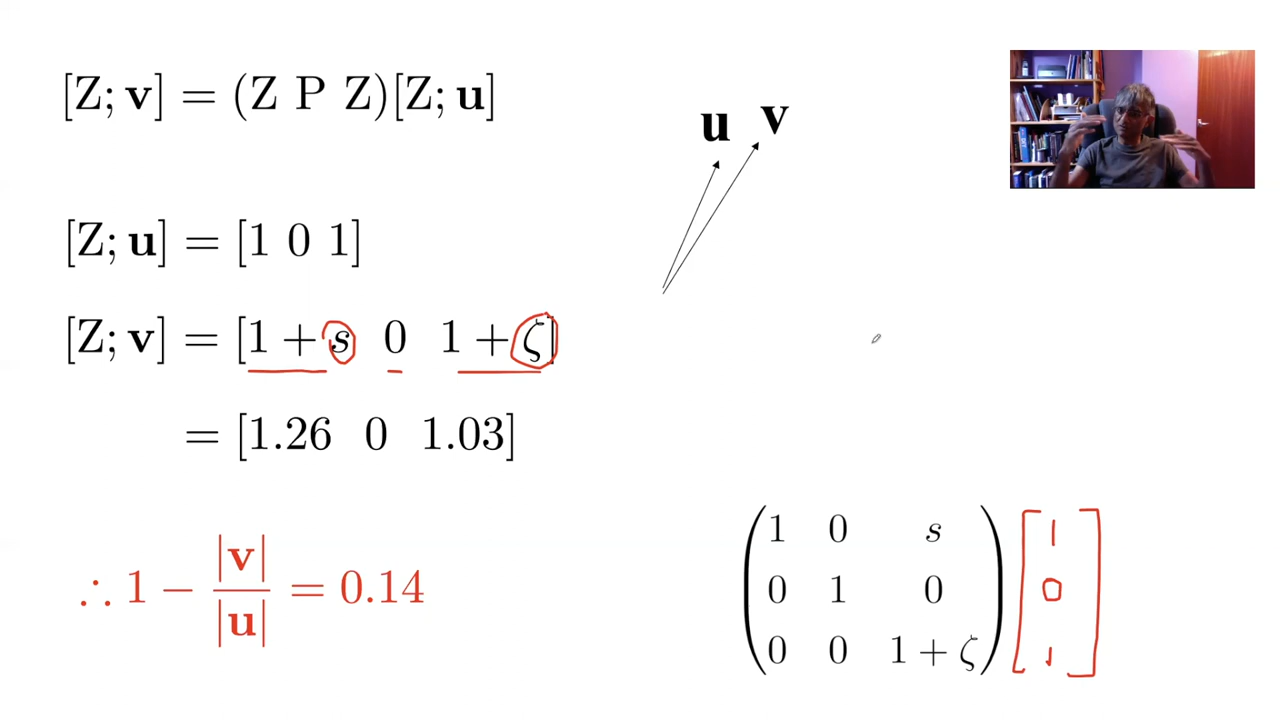 [Z; v] = (Z P Z)[Z; u]
u v
[Z; u] = [1 0 1]
[Z; v] = [1 + s 0 1 + ζ]
= [1.26 0 1.03]
∴ 1 − |v| / |u| = 0.14
1 0 s
0 1 0
0 0 1 + ζ
1
0
1